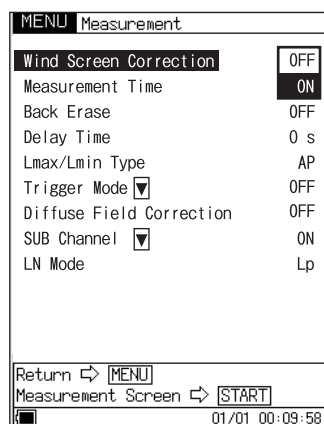 MENU Measurement
Wind Screen Correction OFF
Measurement Time ON
Back Erase OFF
Delay Time 0 s
Lmax/Lmin Type AP
Trigger Mode ▼ OFF
Diffuse Field Correction OFF
SUB Channel ▼ ON
LN Mode Lp
Return ⇨ MENU
Measurement Screen ⇨ START
01/01 00:09:58